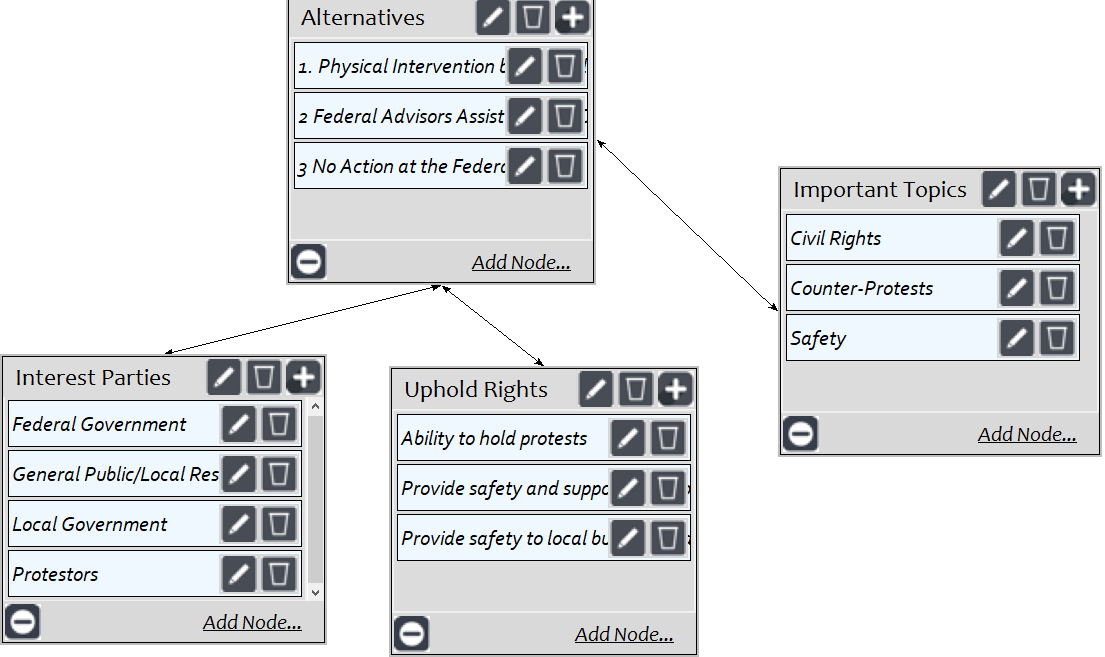 Alternatives
1. Physical Intervention
2 Federal Advisors Assist
3 No Action at the
Add Node...
Important Topics
Civil Rights
Counter-Protests
Safety
Add Node...
Interest Parties
Federal Government
General Public/Local Res
Local Government
Protestors
Add Node...
Uphold Rights
Ability to hold protests
Provide safety and
Provide safety to local
Add Node...